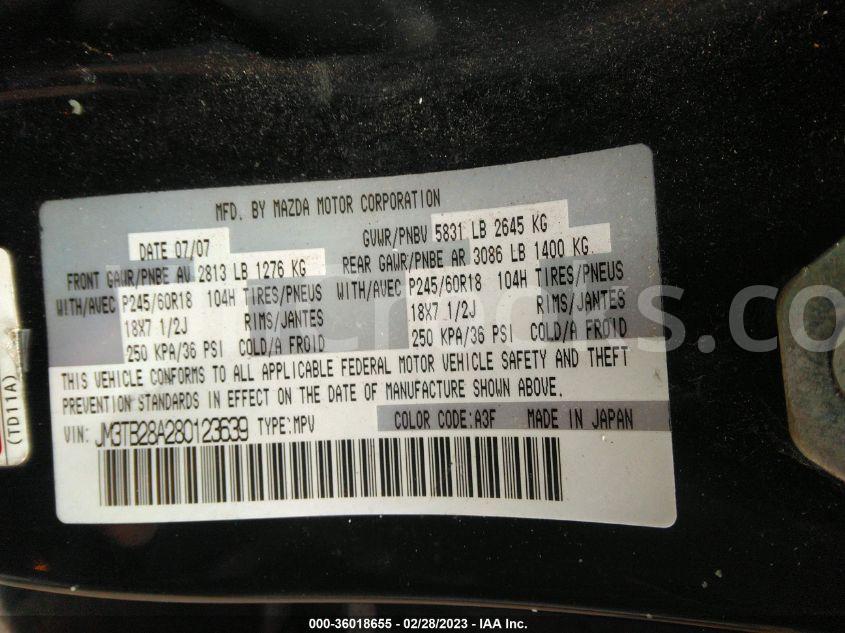 MFD. BY MAZDA MOTOR CORPORATION
DATE 07/07 GVWR/PNBV 5831 LB 2645 KG
FRONT GAWR/PNBE AV 2813 LB 1276 KG REAR GAWR/PNBE AR 3086 LB 1400 KG
WITH/AVEC P245/60R18 104H TIRES/PNEUS WITH/AVEC P245/60R18 104H TIRES/PNEUS
18X7 1/2J RIMS/JANTES 18X7 1/2J RIMS/JANTES
250 KPA/36 PSI COLD/A FROID 250 KPA/36 PSI COLD/A FROID
THIS VEHICLE CONFORMS TO ALL APPLICABLE FEDERAL MOTOR VEHICLE SAFETY AND THEFT
PREVENTION STANDARDS IN EFFECT ON THE DATE OF MANUFACTURE SHOWN ABOVE.
VIN: JM3TB28A280123639 TYPE:MPV COLOR CODE:A3F MADE IN JAPAN
(TD11A)
000-36018655 - 02/28/2023 - IAA Inc.